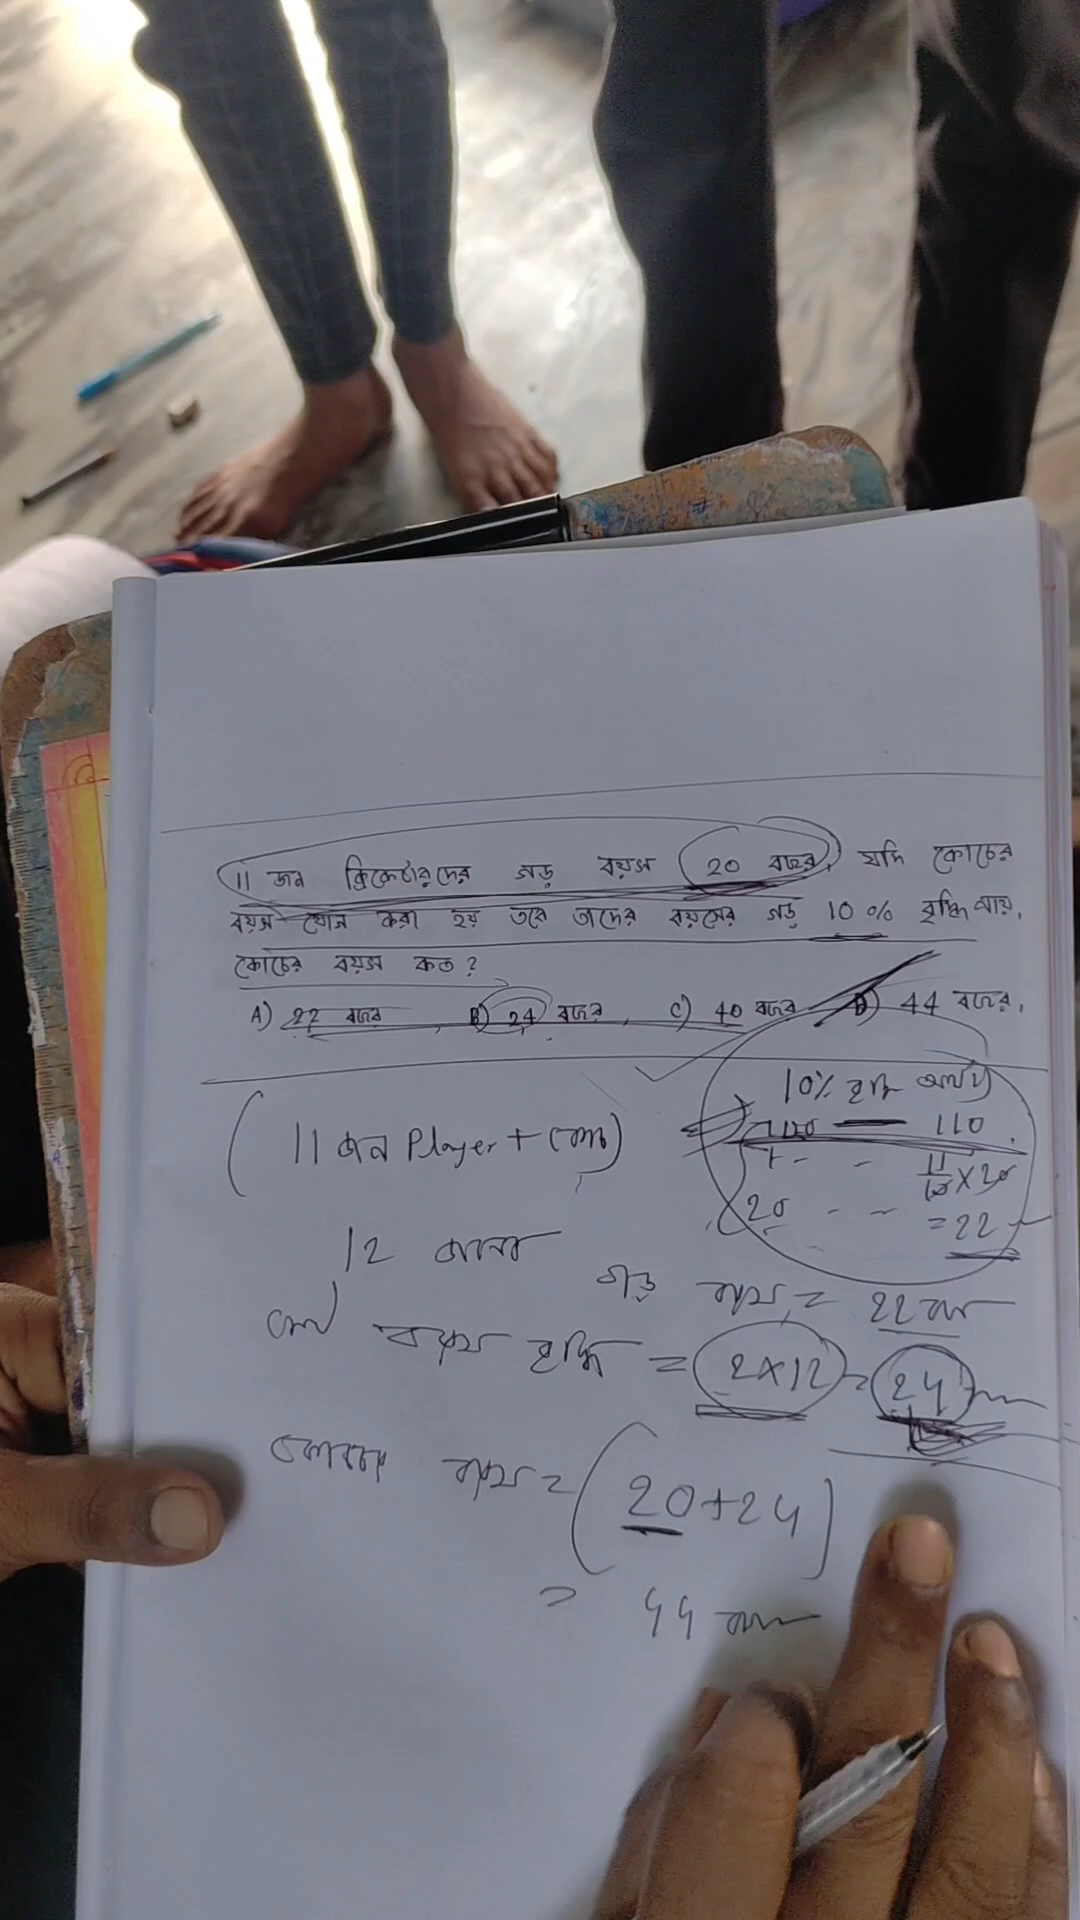 11 জন ক্রিকেটারদের গড় বয়স 20 বছর, যদি কোচের
বয়স যোগ করা হয় তবে তাদের বয়সের গড় 10 % বৃদ্ধি পায়,
কোচের বয়স কত?
A) 22 বছর, B) 24 বছর, C) 40 বছর D) 44 বছর,
10% বৃদ্ধি অর্থাৎ
100 — 110
1 - - 11/10 × 20
20 - - = 22
(11 জন Player + কোচ)
12 জনের
গড় বয়স = 22 বছর
বয়স বৃদ্ধি = 2×12 = 24
কোচের বয়স = (20+24)
= 44 বছর